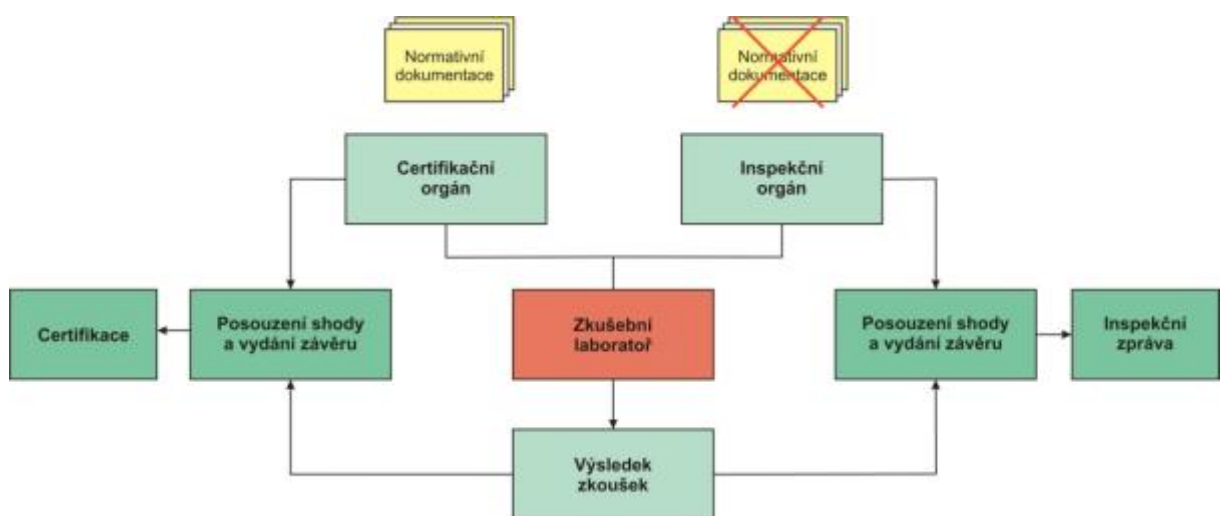 Normativní
dokumentace
Normativní
dokumentace
Certifikační
orgán
Inspekční
orgán
Certifikace
Posouzení shody
a vydání závěru
Zkušební
laboratoř
Posouzení shody
a vydání závěru
Inspekční
zpráva
Výsledek
zkoušek